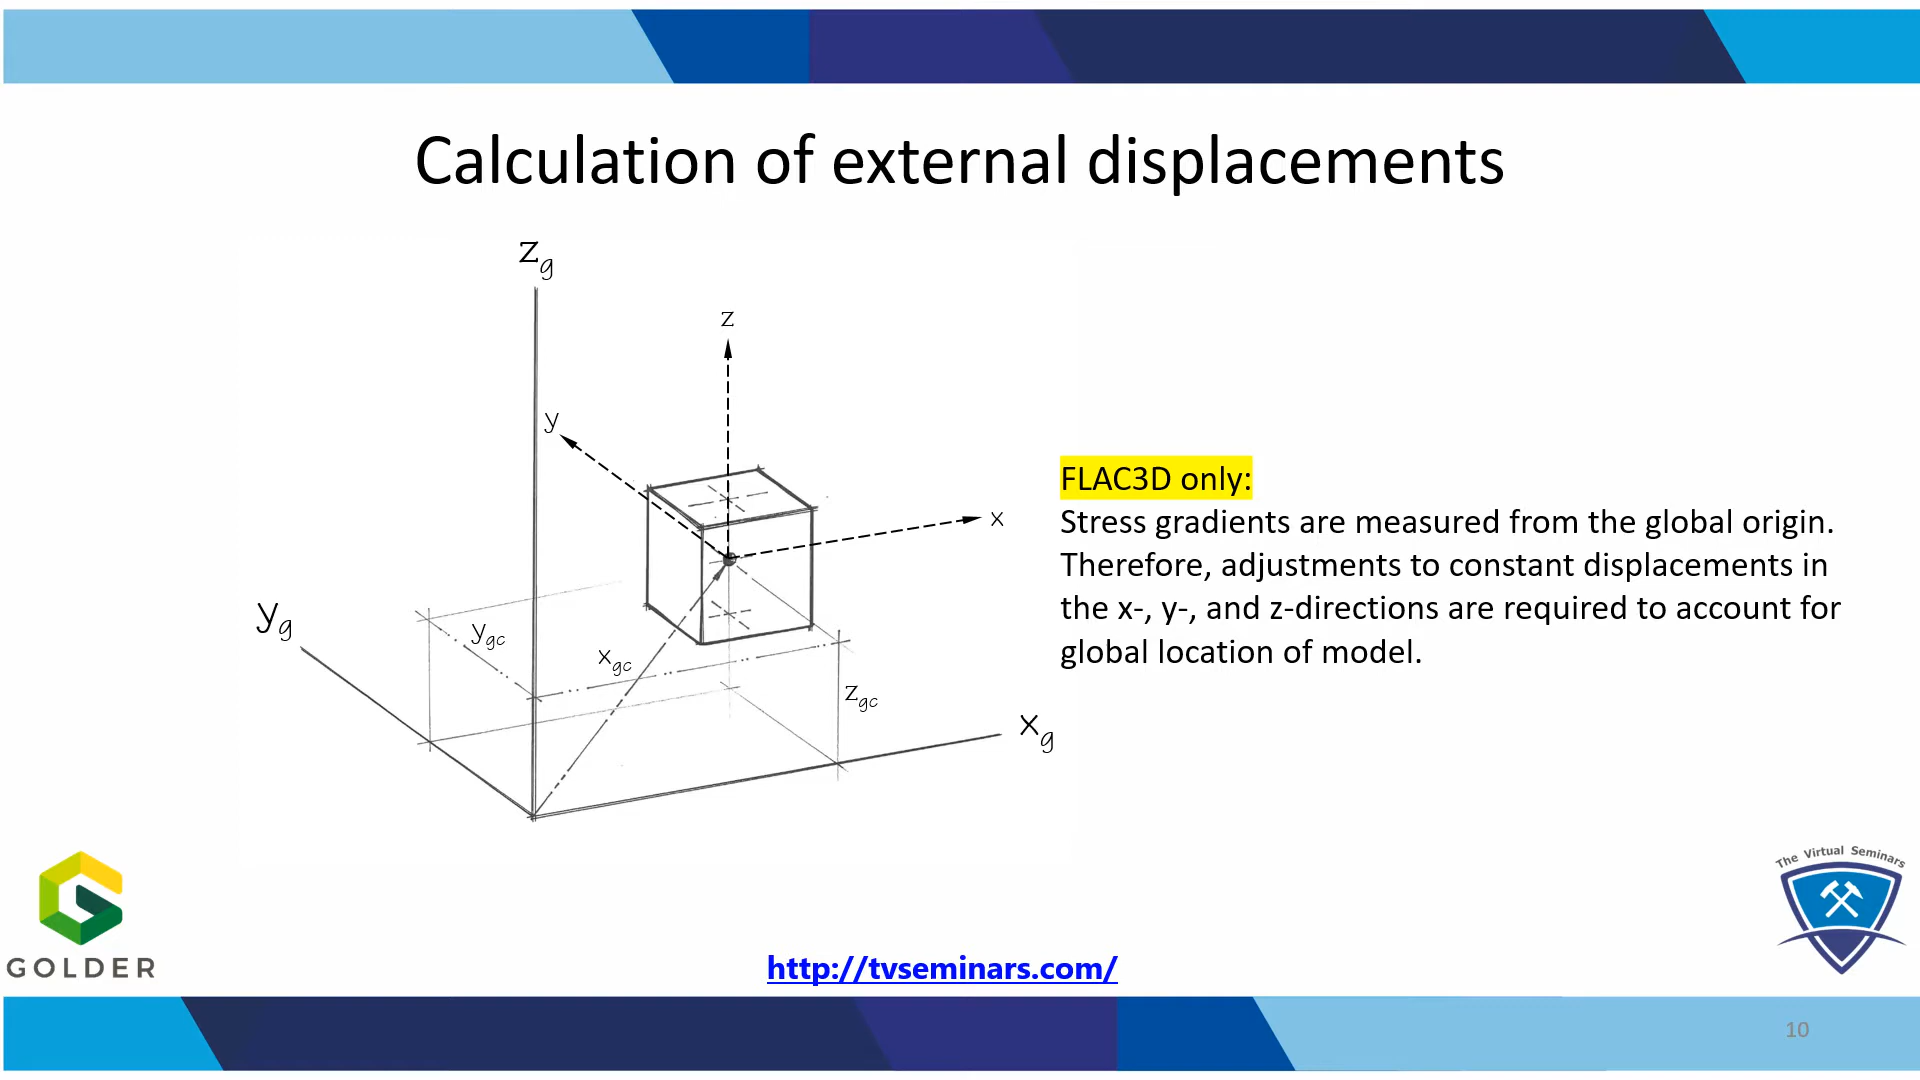 Calculation of external displacements
zg
z
y
x
FLAC3D only:
Stress gradients are measured from the global origin.
Therefore, adjustments to constant displacements in
the x-, y-, and z-directions are required to account for
global location of model.
yg
ygc
xgc
zgc
xg
The Virtual Seminars
GOLDER
http://tvseminars.com/
10